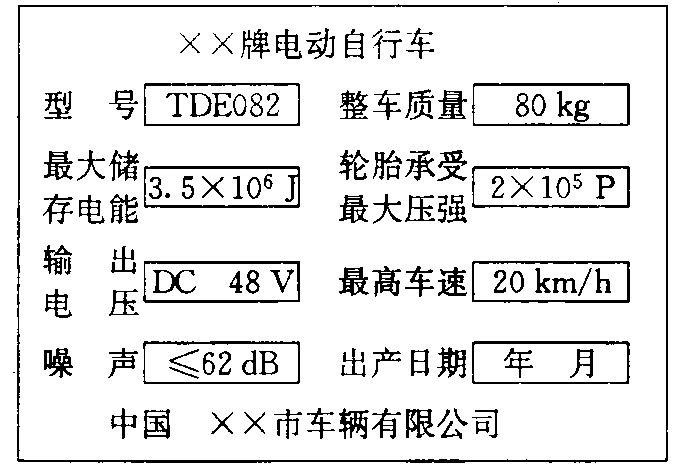 ××牌电动自行车
型 号 TDE082 整车质量 80 kg
最大储存电能 3.5×10⁶ J 轮胎承受最大压强 2×10⁵ P
输出电压 DC 48 V 最高车速 20 km/h
噪 声 ≤62 dB 出产日期 年 月
中国 ××市车辆有限公司